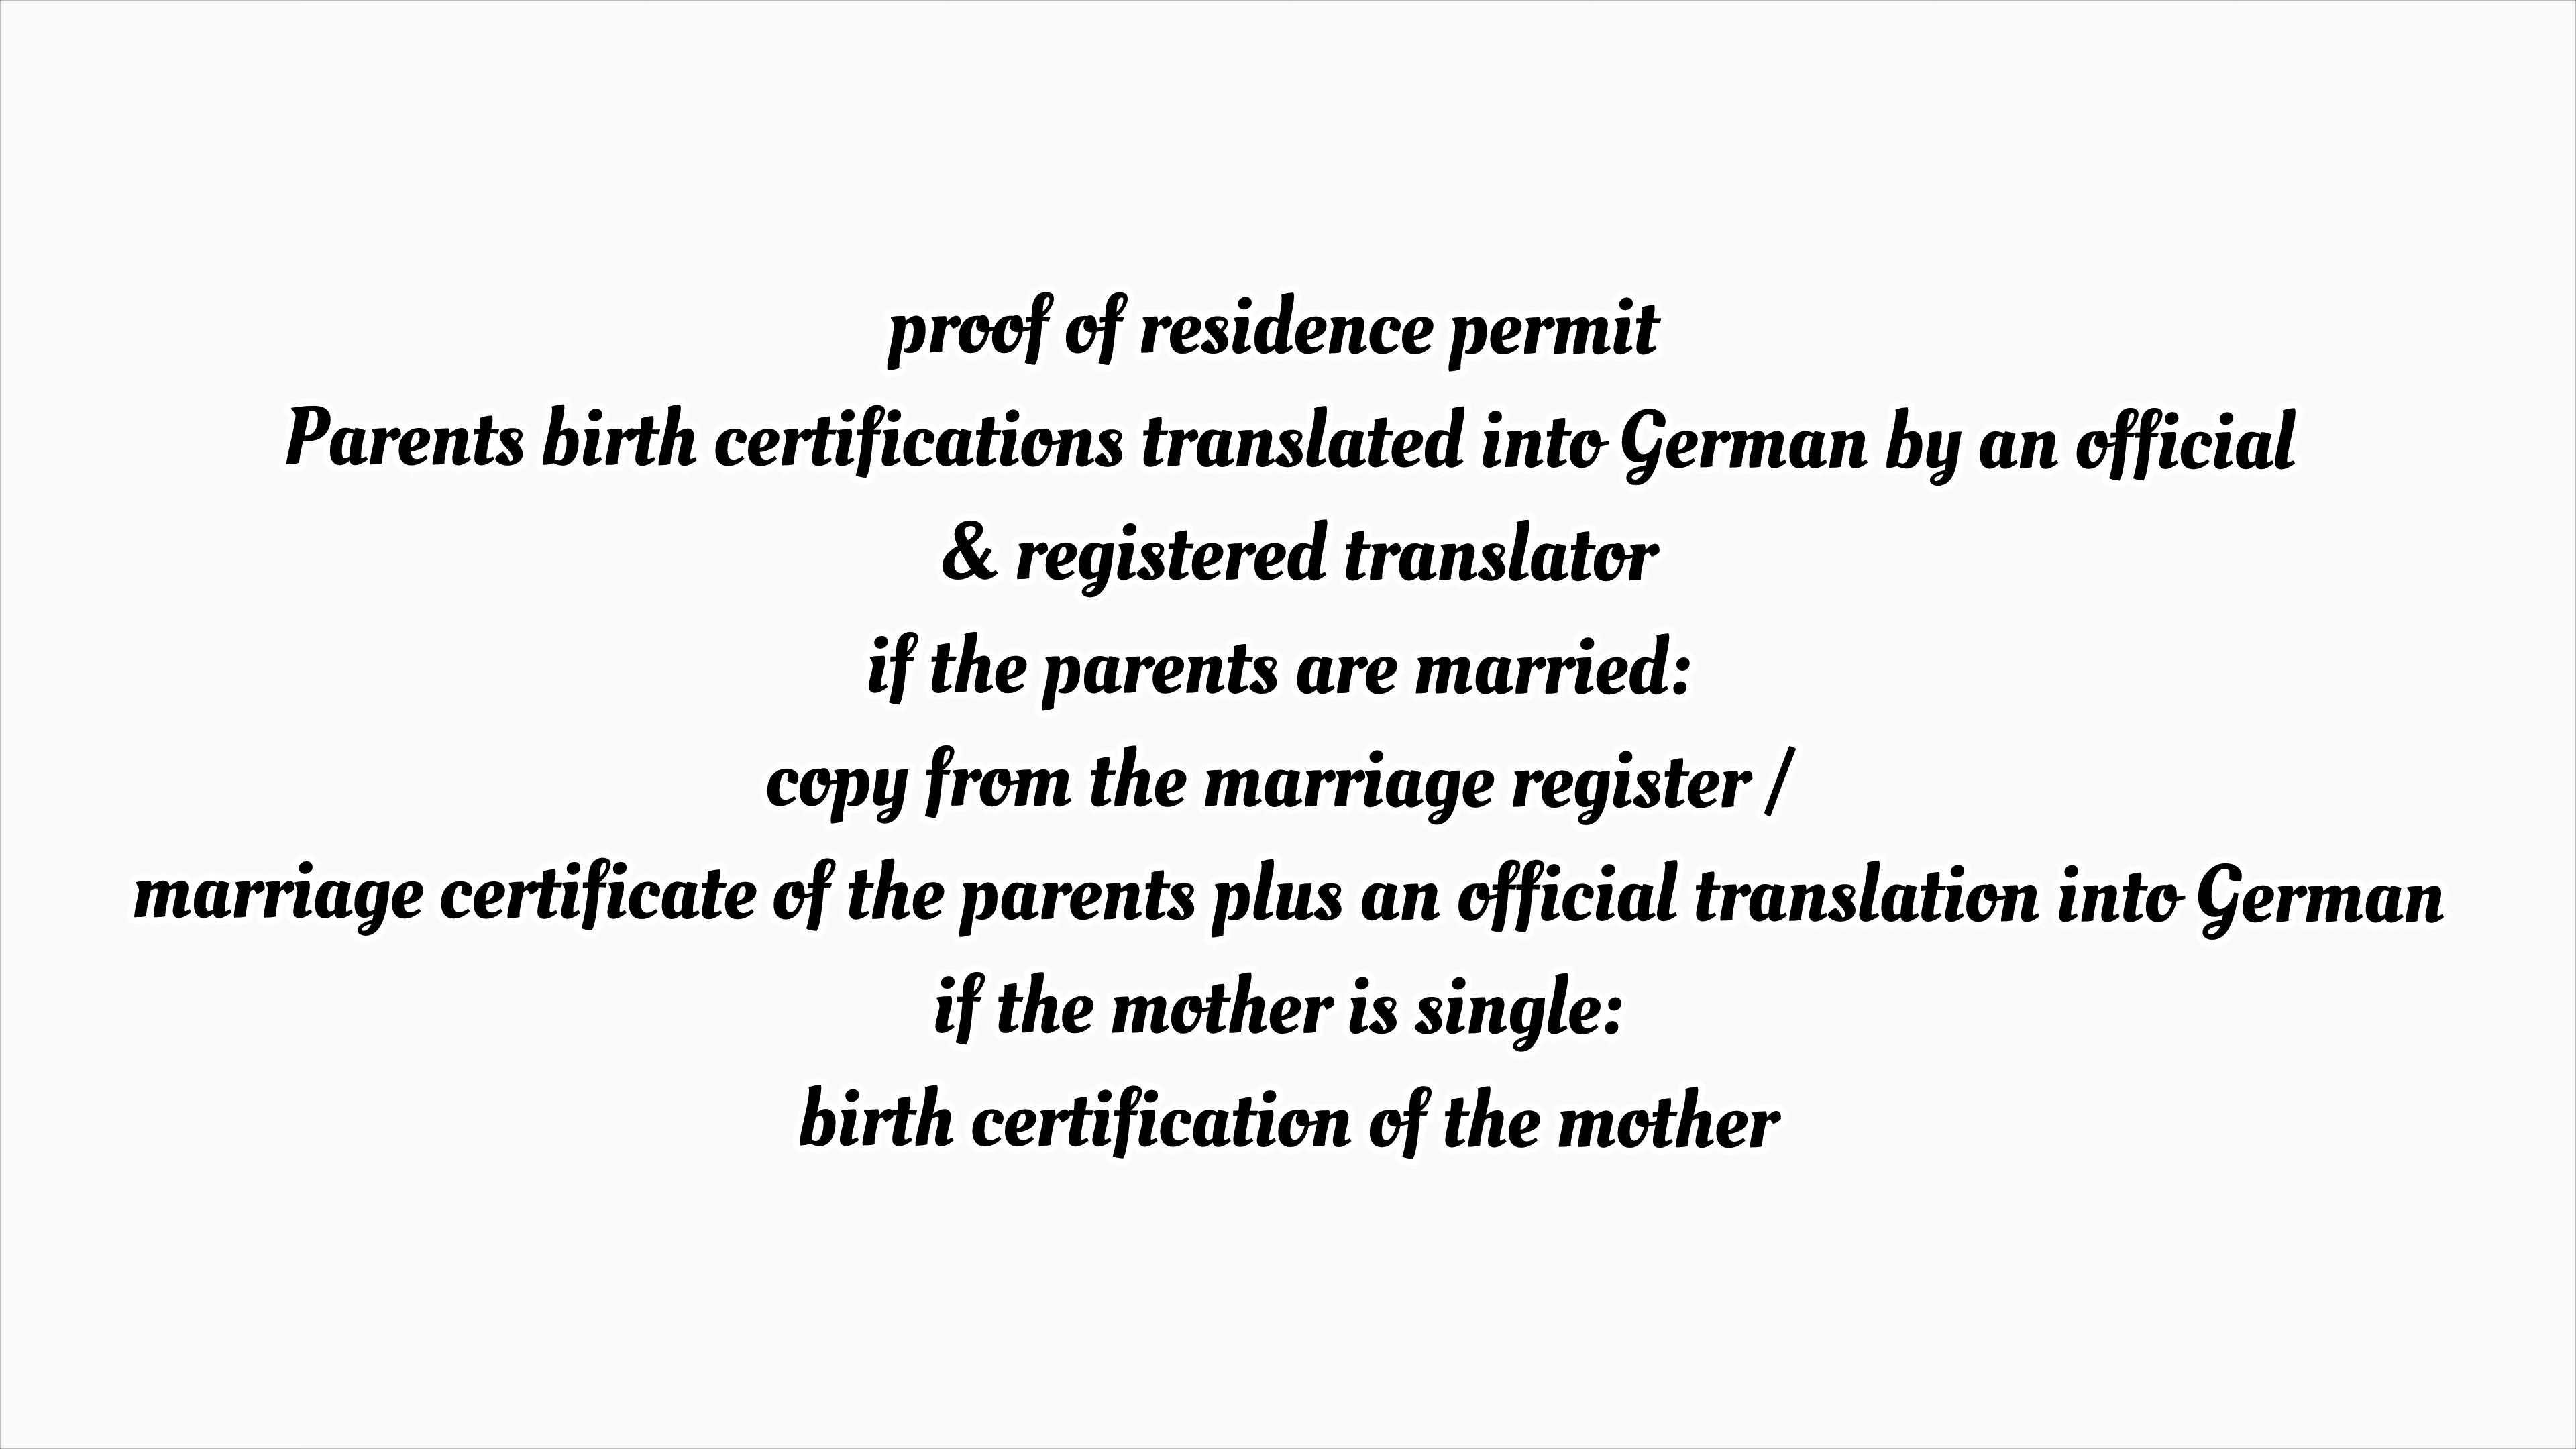 proof of residence permit
Parents birth certifications translated into German by an official
& registered translator
if the parents are married:
copy from the marriage register /
marriage certificate of the parents plus an official translation into German
if the mother is single:
birth certification of the mother